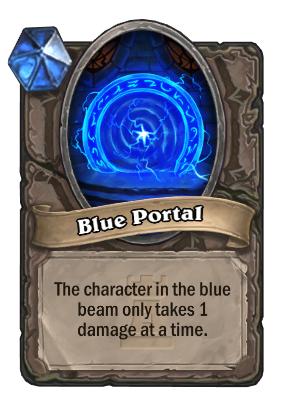 Blue Portal
The character in the blue
beam only takes 1
damage at a time.